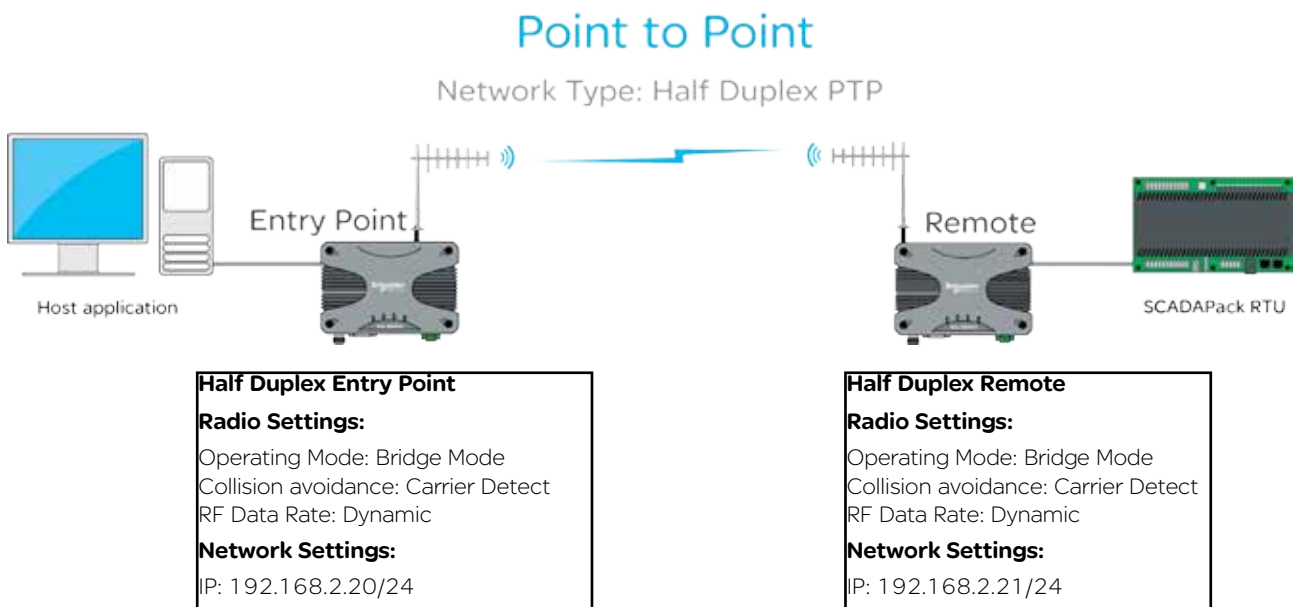 Point to Point
Network Type: Half Duplex PTP
Entry Point
Remote
Host application
SCADAPack RTU
Half Duplex Entry Point
Radio Settings:
Operating Mode: Bridge Mode
Collision avoidance: Carrier Detect
RF Data Rate: Dynamic
Network Settings:
IP: 192.168.2.20/24
Half Duplex Remote
Radio Settings:
Operating Mode: Bridge Mode
Collision avoidance: Carrier Detect
RF Data Rate: Dynamic
Network Settings:
IP: 192.168.2.21/24